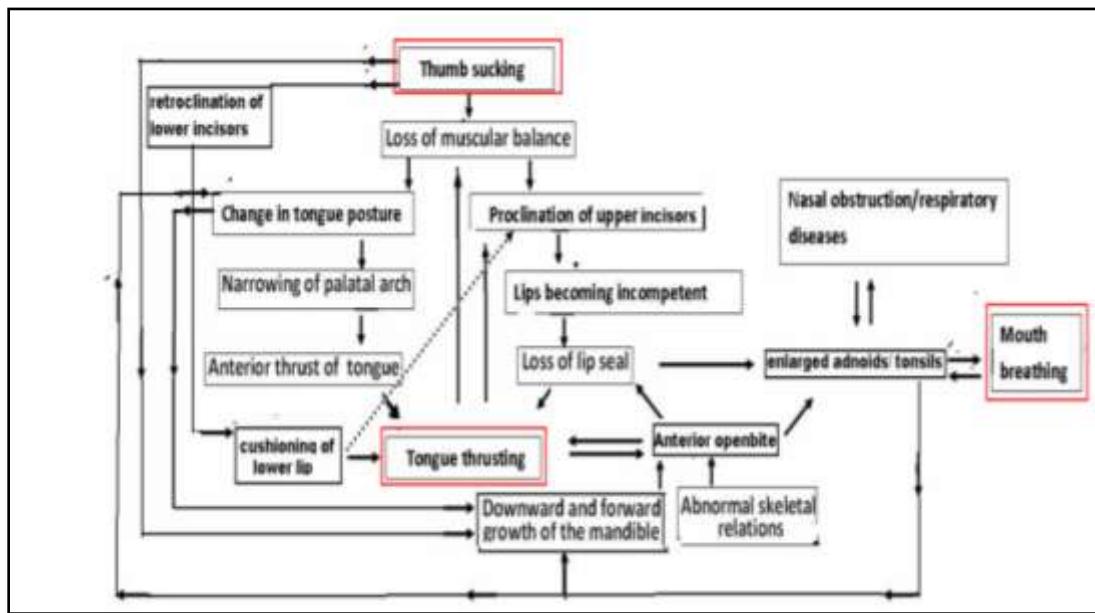 Thumb sucking
retroclination of
lower incisors
Loss of muscular balance
Change in tongue posture
Proclination of upper incisors
Nasal obstruction/respiratory
diseases
Narrowing of palatal arch
Lips becoming incompetent
Mouth
breathing
Anterior thrust of tongue
Loss of lip seal
enlarged adnoids/ tonsils
cushioning of
lower lip
Tongue thrusting
Anterior openbite
Downward and forward
growth of the mandible
Abnormal skeletal
relations